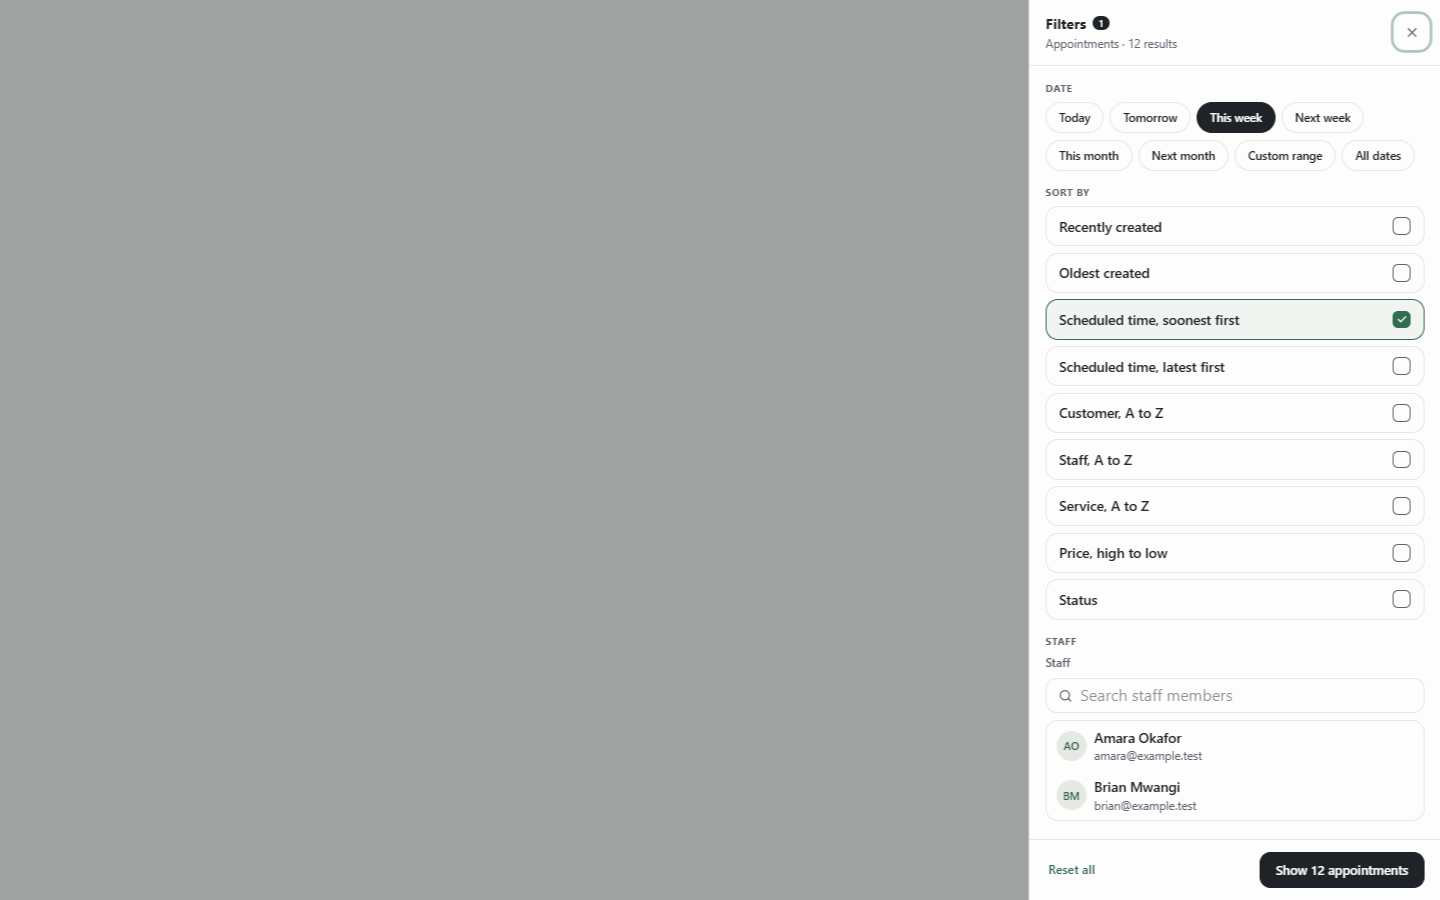 Filters 1
Appointments · 12 results
DATE
Today Tomorrow This week Next week
This month Next month Custom range All dates
SORT BY
Recently created
Oldest created
Scheduled time, soonest first
Scheduled time, latest first
Customer, A to Z
Staff, A to Z
Service, A to Z
Price, high to low
Status
STAFF
Staff
Search staff members
AO Amara Okafor
amara@example.test
BM Brian Mwangi
brian@example.test
Reset all Show 12 appointments